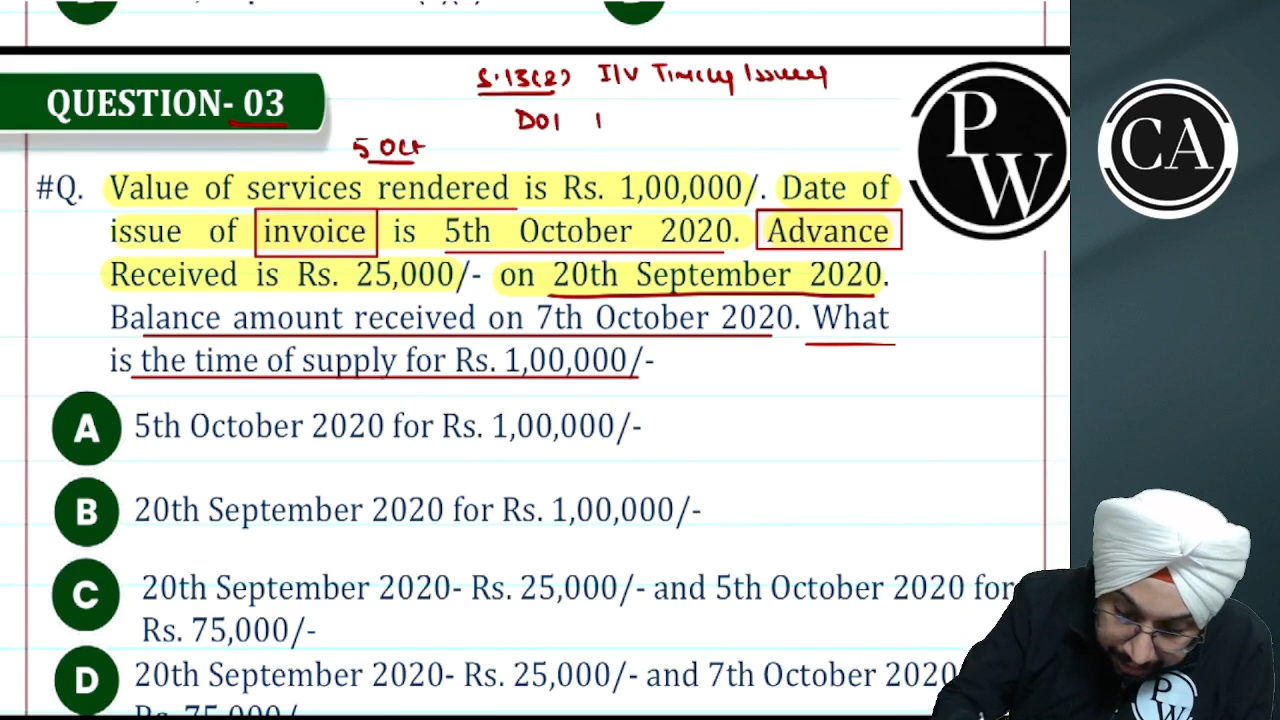 S.13(2) I/V Timely Issued
QUESTION- 03
DOI
5 Oct
#Q. Value of services rendered is Rs. 1,00,000/. Date of
issue of invoice is 5th October 2020. Advance
Received is Rs. 25,000/- on 20th September 2020.
Balance amount received on 7th October 2020. What
is the time of supply for Rs. 1,00,000/-
A 5th October 2020 for Rs. 1,00,000/-
B 20th September 2020 for Rs. 1,00,000/-
C 20th September 2020- Rs. 25,000/- and 5th October 2020 for
Rs. 75,000/-
D 20th September 2020- Rs. 25,000/- and 7th October 2020
Rs. 75,000/-
PW
CA
PW